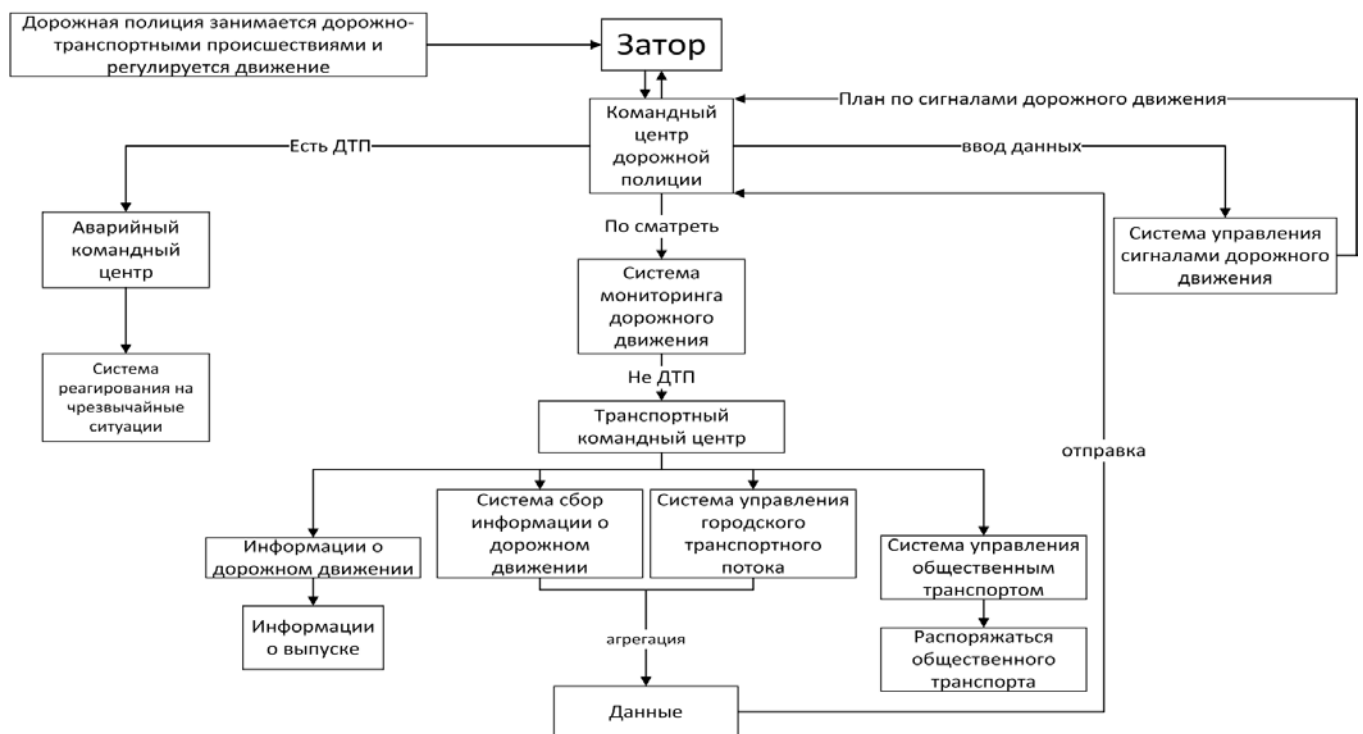 Дорожная полиция занимается дорожно-
транспортными происшествиями и
регулируется движение
Затор
План по сигналами дорожного движения
Командный
центр
дорожной
полиции
Есть ДТП
ввод данных
Аварийный
командный
центр
По сматреть
Система управления
сигналами дорожного
движения
Система
мониторинга
дорожного
движения
Система
реагирования на
чрезвычайные
ситуации
Не ДТП
Транспортный
командный центр
отправка
Система сбор
информации о
дорожном
движении
Система управления
городского
транспортного
потока
Информации о
дорожном движении
Система управления
общественным
транспортом
Информации
о выпуске
агрегация
Распоряжаться
общественного
транспорта
Данные